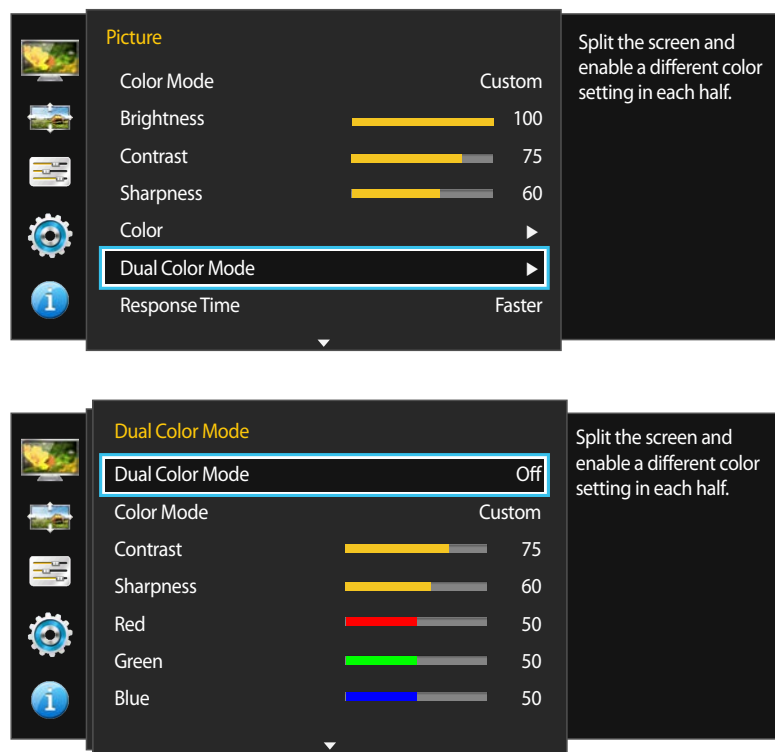 Picture
Color Mode Custom
Brightness 100
Contrast 75
Sharpness 60
Color
Dual Color Mode
Response Time Faster
Split the screen and
enable a different color
setting in each half.
Dual Color Mode
Dual Color Mode Off
Color Mode Custom
Contrast 75
Sharpness 60
Red 50
Green 50
Blue 50
Split the screen and
enable a different color
setting in each half.